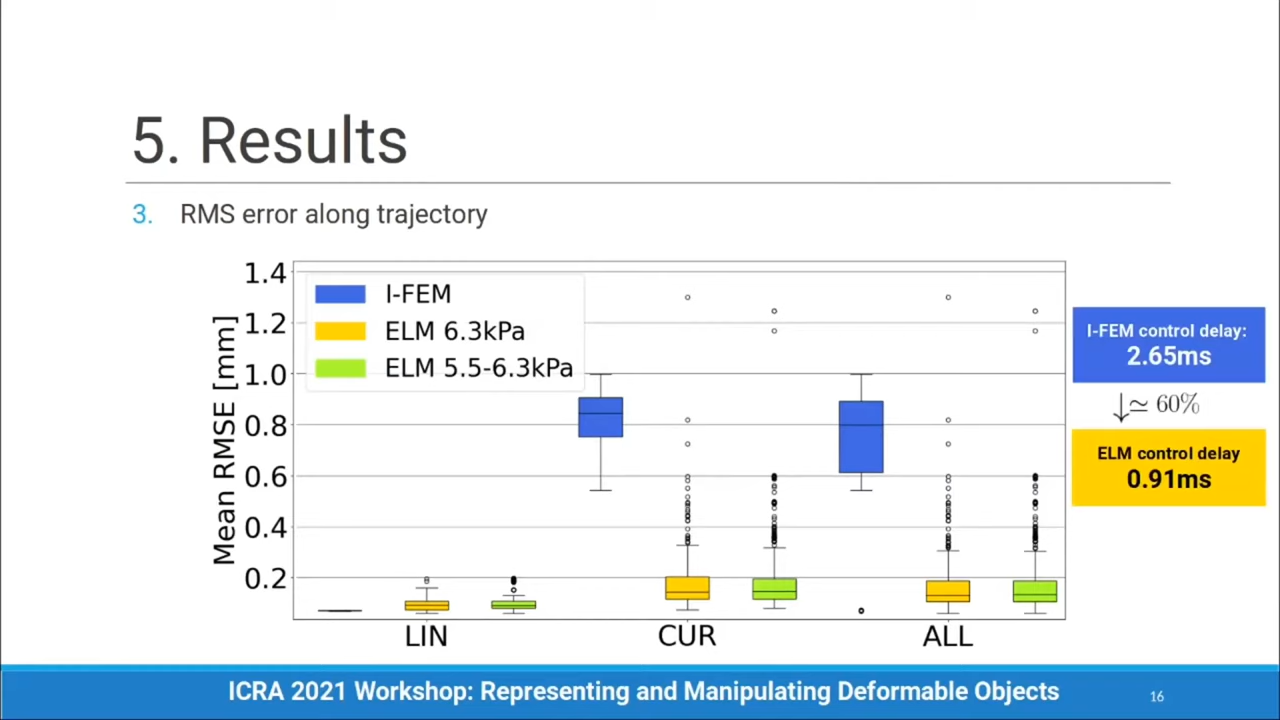 5. Results
3. RMS error along trajectory
Mean RMSE [mm]
1.4
1.2
1.0
0.8
0.6
0.4
0.2
I-FEM
ELM 6.3kPa
ELM 5.5-6.3kPa
LIN CUR ALL
I-FEM control delay:
2.65ms
↓≃ 60%
ELM control delay
0.91ms
ICRA 2021 Workshop: Representing and Manipulating Deformable Objects
16